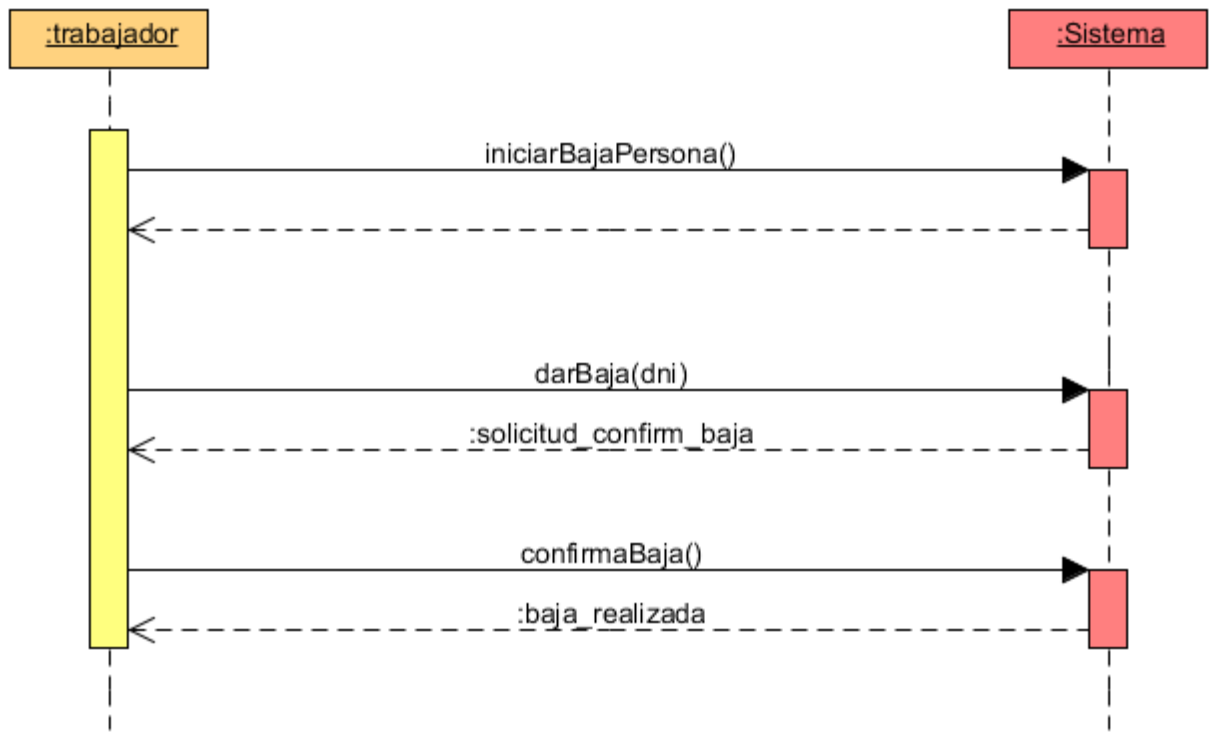 :trabajador
:Sistema
iniciarBajaPersona()
darBaja(dni)
:solicitud_confirm_baja
confirmaBaja()
:baja_realizada